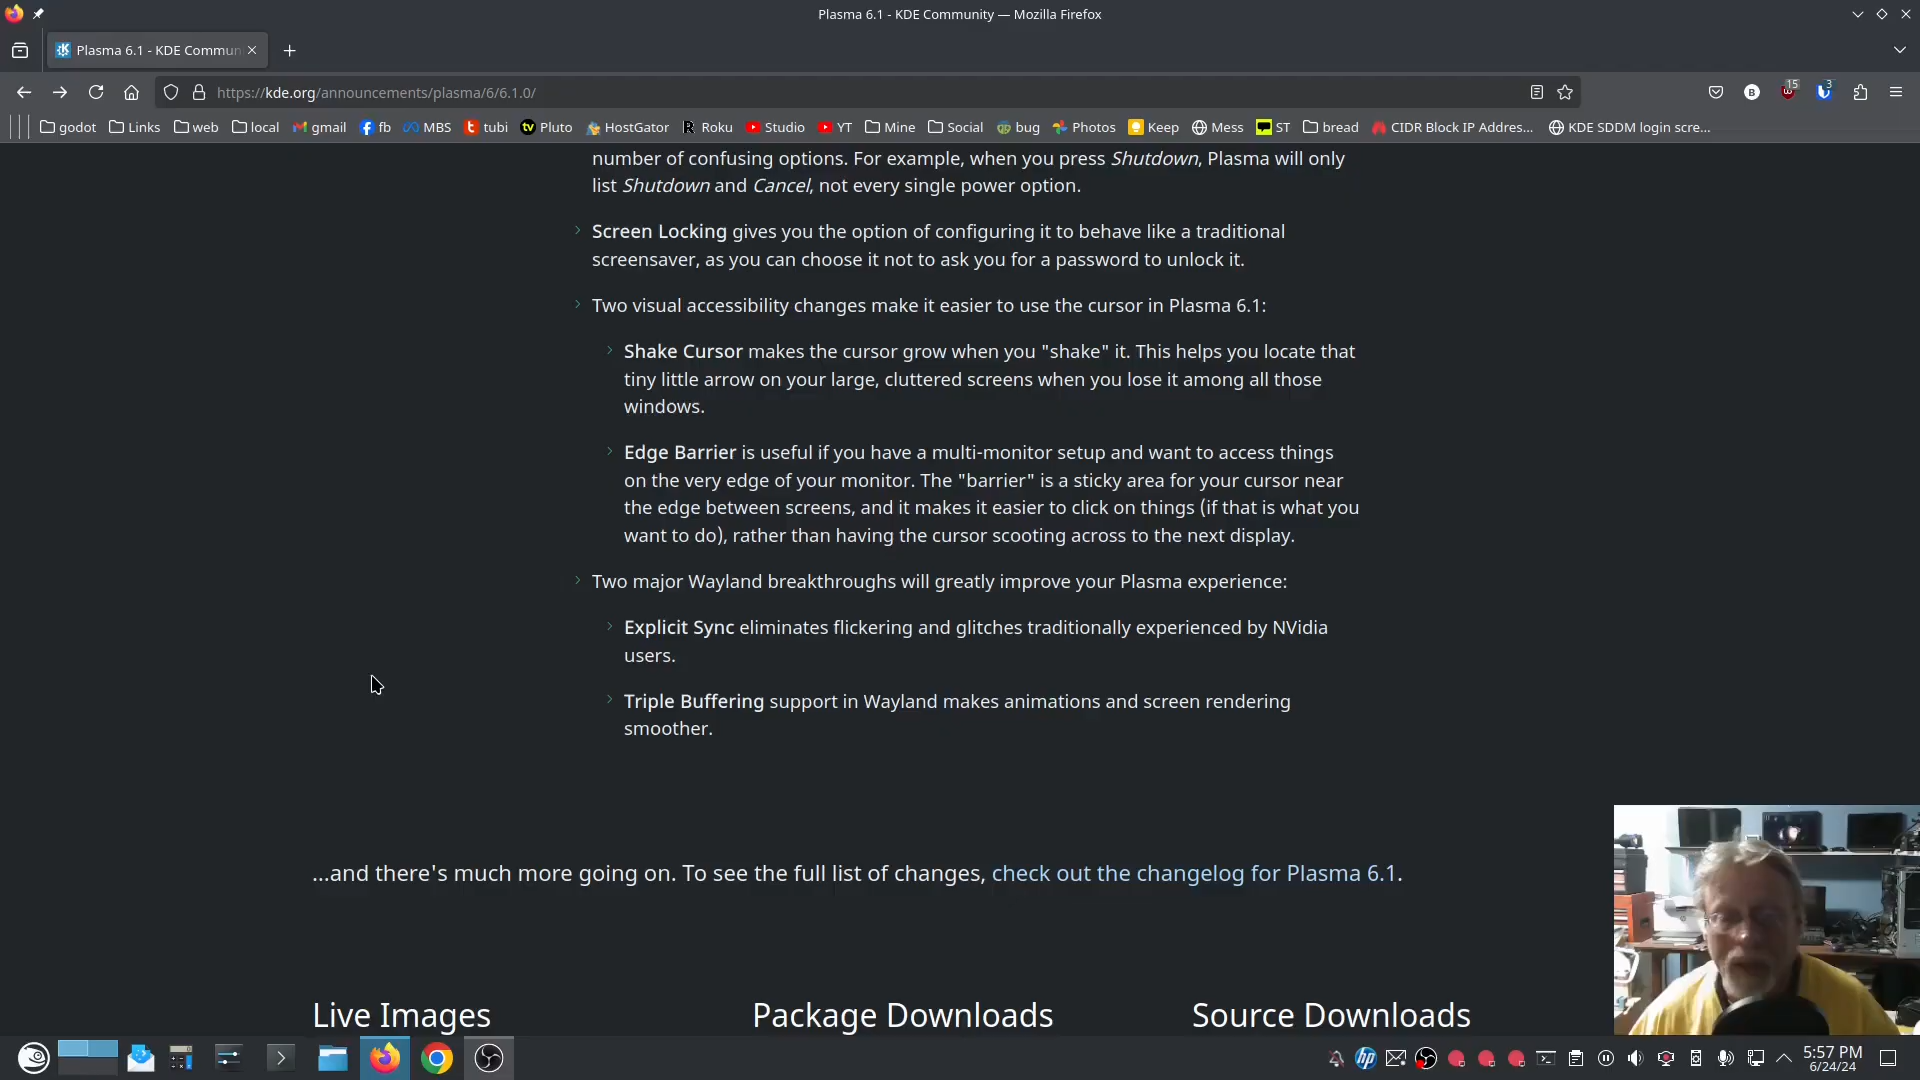 Plasma 6.1 - KDE Community — Mozilla Firefox
Plasma 6.1 - KDE Commun
https://kde.org/announcements/plasma/6/6.1.0/
15
B
3
godot Links web local gmail fb MBS tubi Pluto HostGator Roku Studio YT Mine Social bug Photos Keep Mess ST bread CIDR Block IP Addres... KDE SDDM login scre...
number of confusing options. For example, when you press Shutdown, Plasma will only
list Shutdown and Cancel, not every single power option.
Screen Locking gives you the option of configuring it to behave like a traditional
screensaver, as you can choose it not to ask you for a password to unlock it.
Two visual accessibility changes make it easier to use the cursor in Plasma 6.1:
Shake Cursor makes the cursor grow when you "shake" it. This helps you locate that
tiny little arrow on your large, cluttered screens when you lose it among all those
windows.
Edge Barrier is useful if you have a multi-monitor setup and want to access things
on the very edge of your monitor. The "barrier" is a sticky area for your cursor near
the edge between screens, and it makes it easier to click on things (if that is what you
want to do), rather than having the cursor scooting across to the next display.
Two major Wayland breakthroughs will greatly improve your Plasma experience:
Explicit Sync eliminates flickering and glitches traditionally experienced by NVidia
users.
Triple Buffering support in Wayland makes animations and screen rendering
smoother.
...and there's much more going on. To see the full list of changes, check out the changelog for Plasma 6.1.
Live Images Package Downloads Source Downloads
hp
5:57 PM
6/24/24